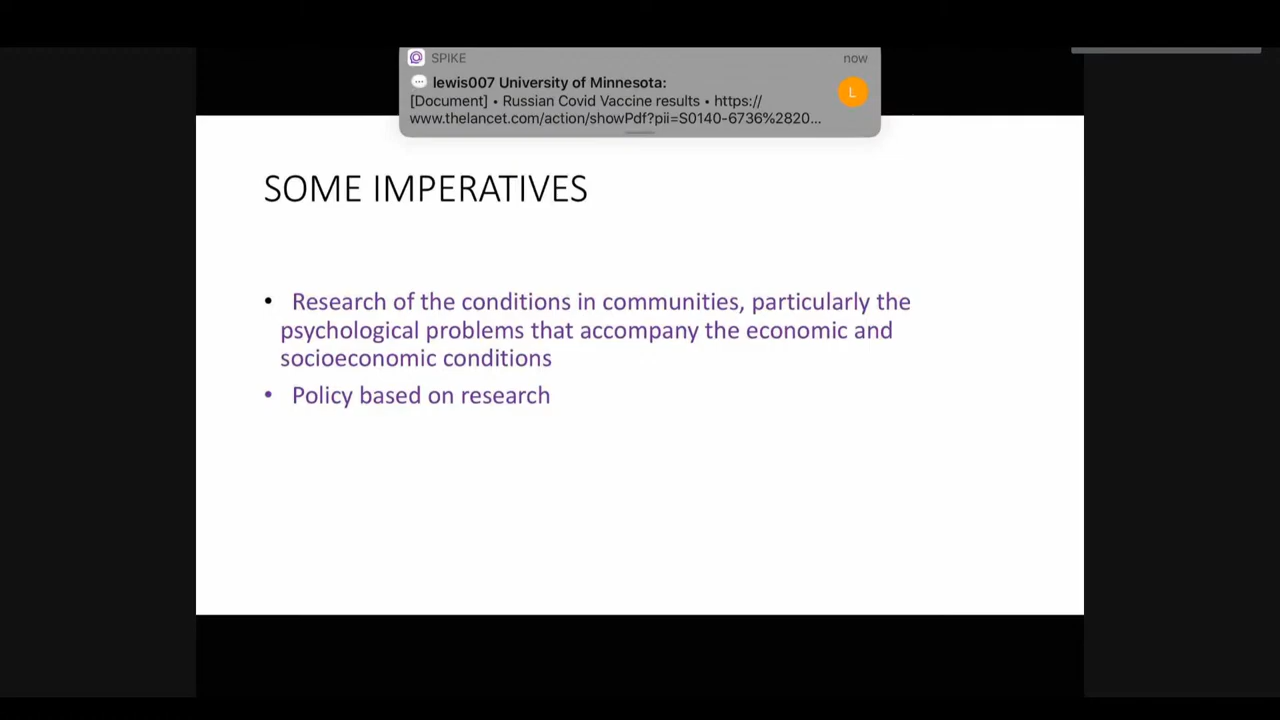 SPIKE now
lewis007 University of Minnesota:
[Document] • Russian Covid Vaccine results • https://
www.thelancet.com/action/showPdf?pii=S0140-6736%2820...
L
SOME IMPERATIVES
• Research of the conditions in communities, particularly the
psychological problems that accompany the economic and
socioeconomic conditions
• Policy based on research